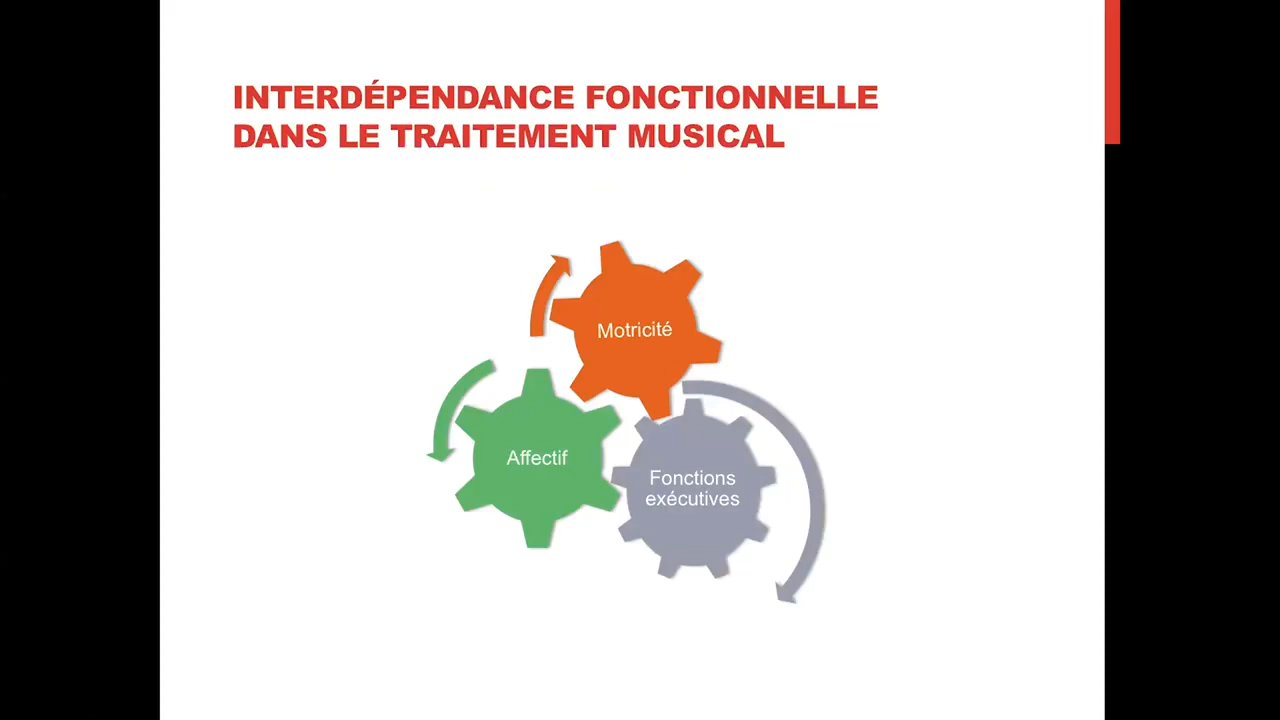 INTERDÉPENDANCE FONCTIONNELLE
DANS LE TRAITEMENT MUSICAL
Motricité
Affectif
Fonctions
exécutives